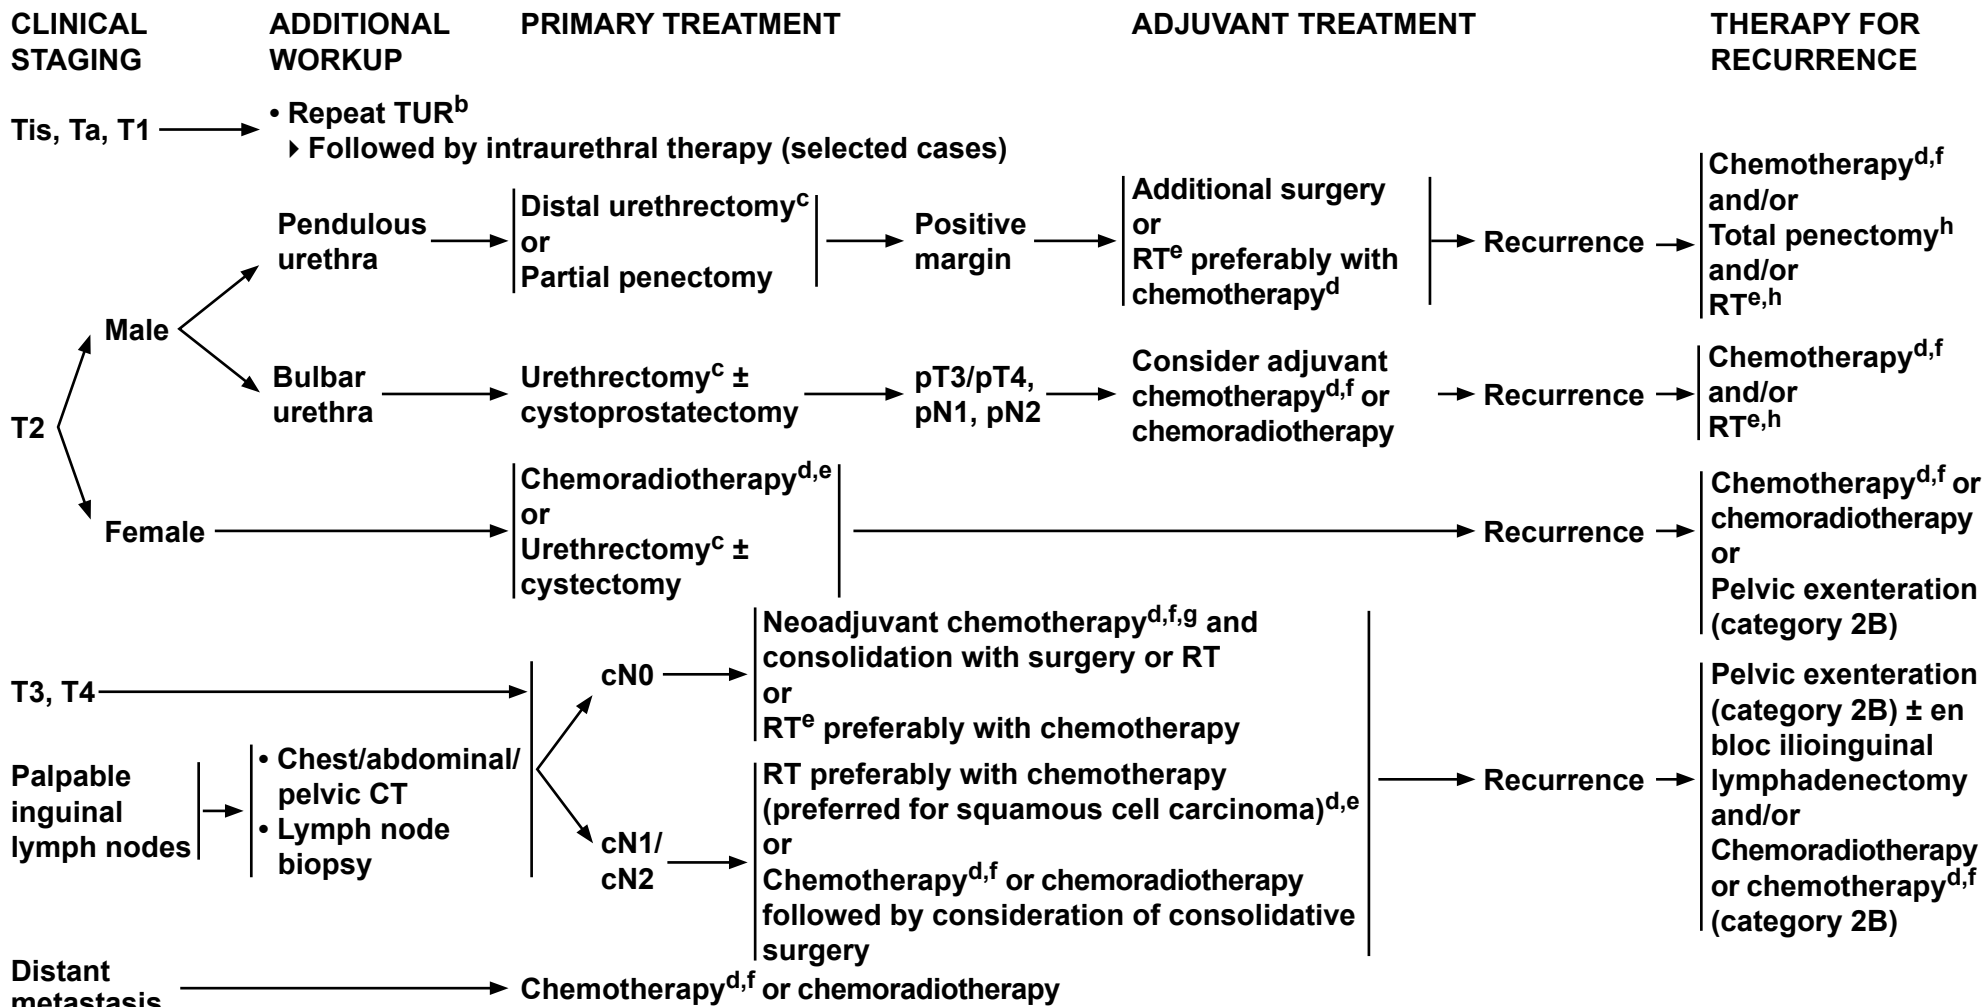 CLINICAL
STAGING
ADDITIONAL
WORKUP
PRIMARY TREATMENT
ADJUVANT TREATMENT
THERAPY FOR
RECURRENCE
Tis, Ta, T1
• Repeat TURb
Followed by intraurethral therapy (selected cases)
T2
Male
Pendulous
urethra
Distal urethrectomyc
or
Partial penectomy
Positive
margin
Additional surgery
or
RTe preferably with
chemotherapyd
Recurrence
Chemotherapyd,f
and/or
Total penectomyh
and/or
RTe,h
Bulbar
urethra
Urethrectomyc ±
cystoprostatectomy
pT3/pT4,
pN1, pN2
Consider adjuvant
chemotherapyd,f or
chemoradiotherapy
Recurrence
Chemotherapyd,f
and/or
RTe,h
Female
Chemoradiotherapyd,e
or
Urethrectomyc ±
cystectomy
Recurrence
Chemotherapyd,f or
chemoradiotherapy
or
Pelvic exenteration
(category 2B)
T3, T4
Palpable
inguinal
lymph nodes
• Chest/abdominal/
pelvic CT
• Lymph node
biopsy
cN0
Neoadjuvant chemotherapyd,f,g and
consolidation with surgery or RT
or
RTe preferably with chemotherapy
cN1/
cN2
RT preferably with chemotherapy
(preferred for squamous cell carcinoma)d,e
or
Chemotherapyd,f or chemoradiotherapy
followed by consideration of consolidative
surgery
Recurrence
Pelvic exenteration
(category 2B) ± en
bloc ilioinguinal
lymphadenectomy
and/or
Chemoradiotherapy
or chemotherapyd,f
(category 2B)
Distant
metastasis
Chemotherapyd,f or chemoradiotherapy